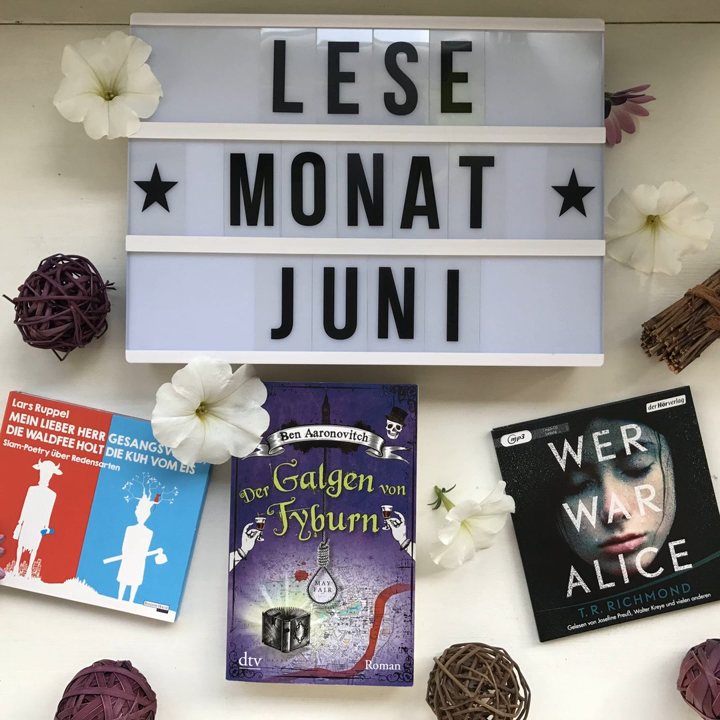 LESE
MONAT
JUNI
Lars Ruppel
MEIN LIEBER HERR GESANGSV
DIE WALDFEE HOLT DIE KUH VOM EIS
Slam-Poetry über Redensarten
Ben Aaronovitch
Der Galgen von
Tyburn
MAY
FAIR
dtv
Roman
mp3
der Hörverlag
WER
WAR
ALICE
T.R. RICHMOND
Gelesen von Josefine Preuß, Walter Kreye und vielen anderen